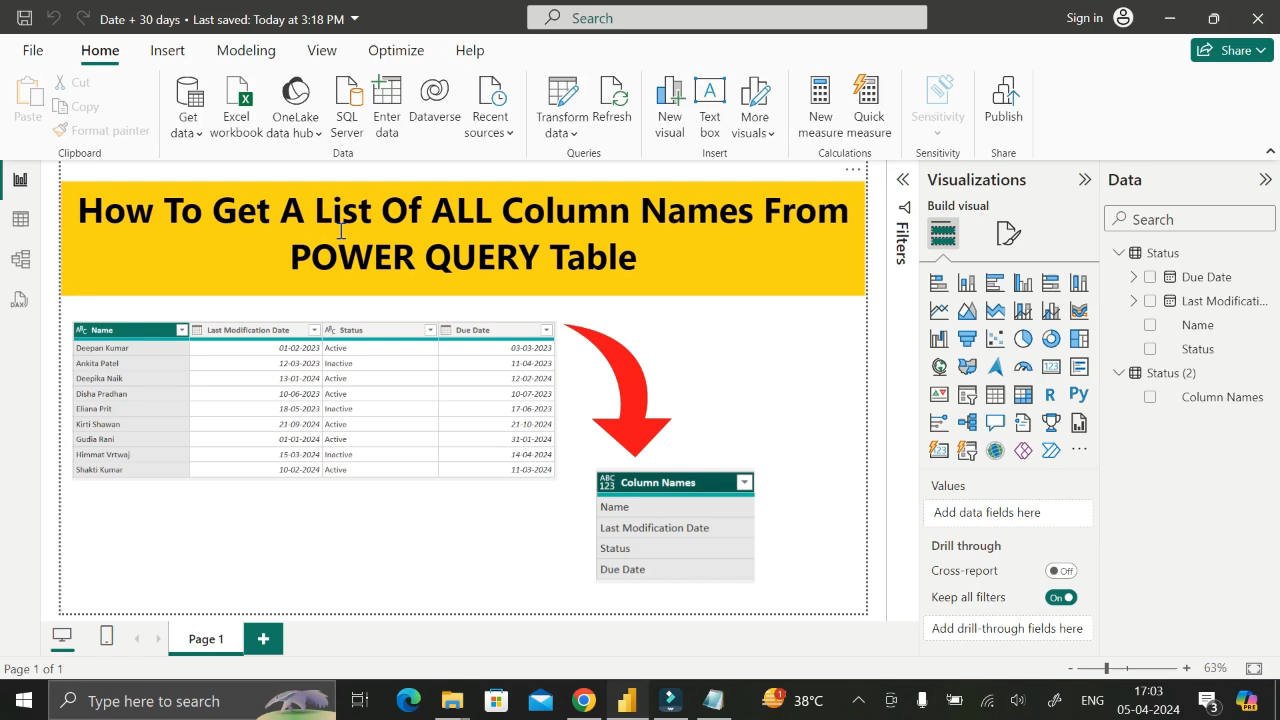 Date + 30 days • Last saved: Today at 3:18 PM
Search
Sign in
File Home Insert Modeling View Optimize Help
Share
Paste
Cut
Copy
Format painter
Get data
Excel workbook
OneLake data hub
SQL Server
Enter data
Dataverse
Recent sources
Transform data
Refresh
New visual
Text box
More visuals
New measure
Quick measure
Sensitivity
Publish
Clipboard
Data
Queries
Insert
Calculations
Sensitivity
Share
How To Get A List Of ALL Column Names From
POWER QUERY Table
Name Last Modification Date Status Due Date
Deepan Kumar 01-02-2023 Active 03-03-2023
Ankita Patel 12-03-2023 Inactive 11-04-2023
Deepika Naik 13-01-2024 Active 12-02-2024
Disha Pradhan 10-06-2023 Active 10-07-2023
Eliana Prit 18-05-2023 Inactive 17-06-2023
Kirti Shawan 21-09-2024 Active 21-10-2024
Gudia Rani 01-01-2024 Active 31-01-2024
Himmat Vrtwaj 15-03-2024 Inactive 14-04-2024
Shakti Kumar 10-02-2024 Active 11-03-2024
ABC
123
Column Names
Name
Last Modification Date
Status
Due Date
Filters
Visualizations
Build visual
123
R
Py
Values
Add data fields here
Drill through
Cross-report Off
Keep all filters On
Add drill-through fields here
Data
Search
Status
Due Date
Last Modificati...
Name
Status
Status (2)
Column Names
Page 1
Page 1 of 1
63%
Type here to search
38°C
ENG
17:03
05-04-2024
3
PRE